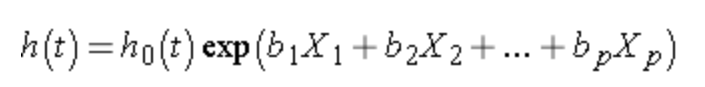 h(t) = h₀(t) exp(b₁X₁ + b₂X₂ + ... + bₚXₚ)